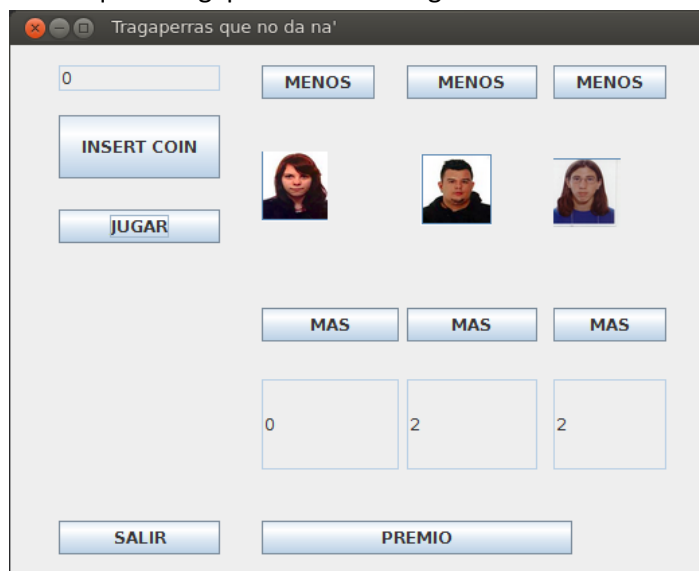 Tragaperras que no da na'
0
MENOS
MENOS
MENOS
INSERT COIN
JUGAR
MAS
MAS
MAS
0
2
2
SALIR
PREMIO